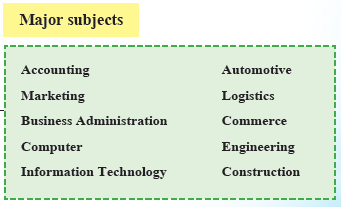 Major subjects
Accounting
Marketing
Business Administration
Computer
Information Technology
Automotive
Logistics
Commerce
Engineering
Construction